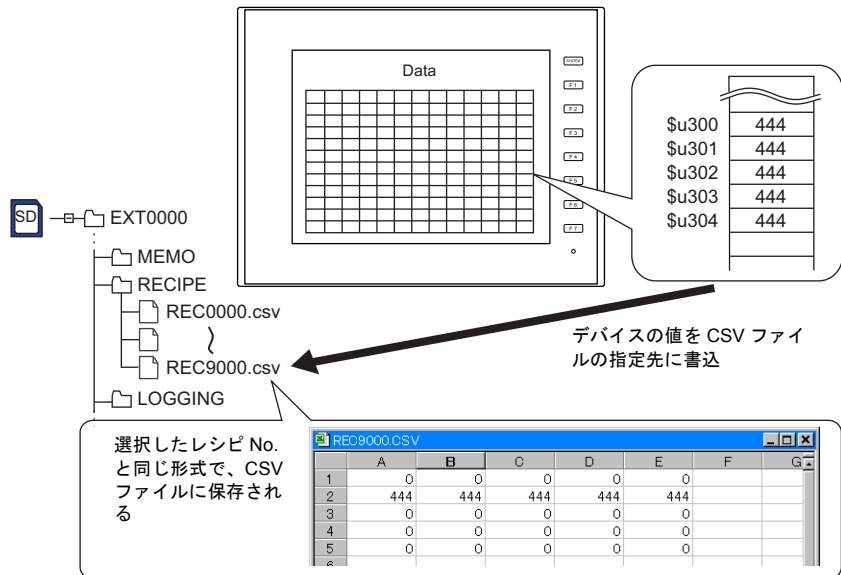 Data
SYSTEM
F1
F2
F3
F4
F5
F6
F7
$u300 444
$u301 444
$u302 444
$u303 444
$u304 444
SD
EXT0000
MEMO
RECIPE
REC0000.csv
REC9000.csv
LOGGING
デバイスの値を CSV ファイ
ルの指定先に書込
選択したレシピ No.
と同じ形式で、CSV
ファイルに保存され
る
REC9000.CSV
A B C D E F G
1 0 0 0 0 0
2 444 444 444 444 444
3 0 0 0 0 0
4 0 0 0 0 0
5 0 0 0 0 0
6